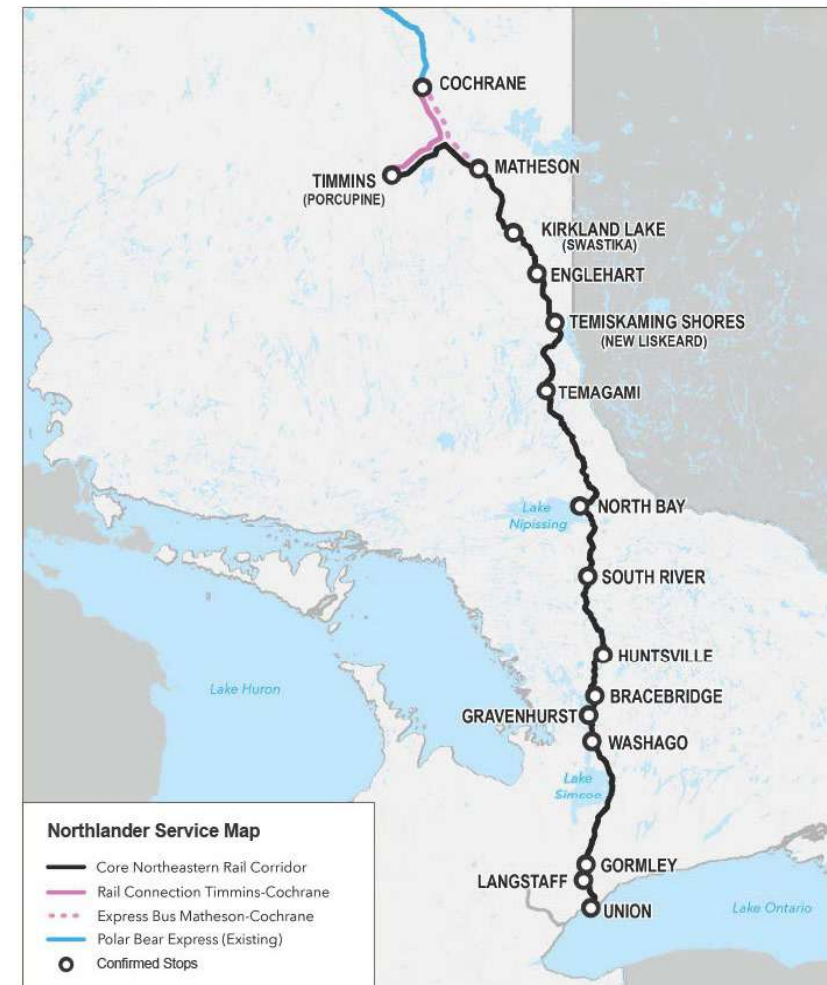 COCHRANE
MATHESON
TIMMINS
(PORCUPINE)
KIRKLAND LAKE
(SWASTIKA)
ENGLEHART
TEMISKAMING SHORES
(NEW LISKEARD)
TEMAGAMI
Lake
Nipissing
NORTH BAY
SOUTH RIVER
HUNTSVILLE
Lake Huron
BRACEBRIDGE
GRAVENHURST
WASHAGO
Lake
Simcoe
GORMLEY
LANGSTAFF
UNION
Lake Ontario
Northlander Service Map
Core Northeastern Rail Corridor
Rail Connection Timmins-Cochrane
Express Bus Matheson-Cochrane
Polar Bear Express (Existing)
Confirmed Stops